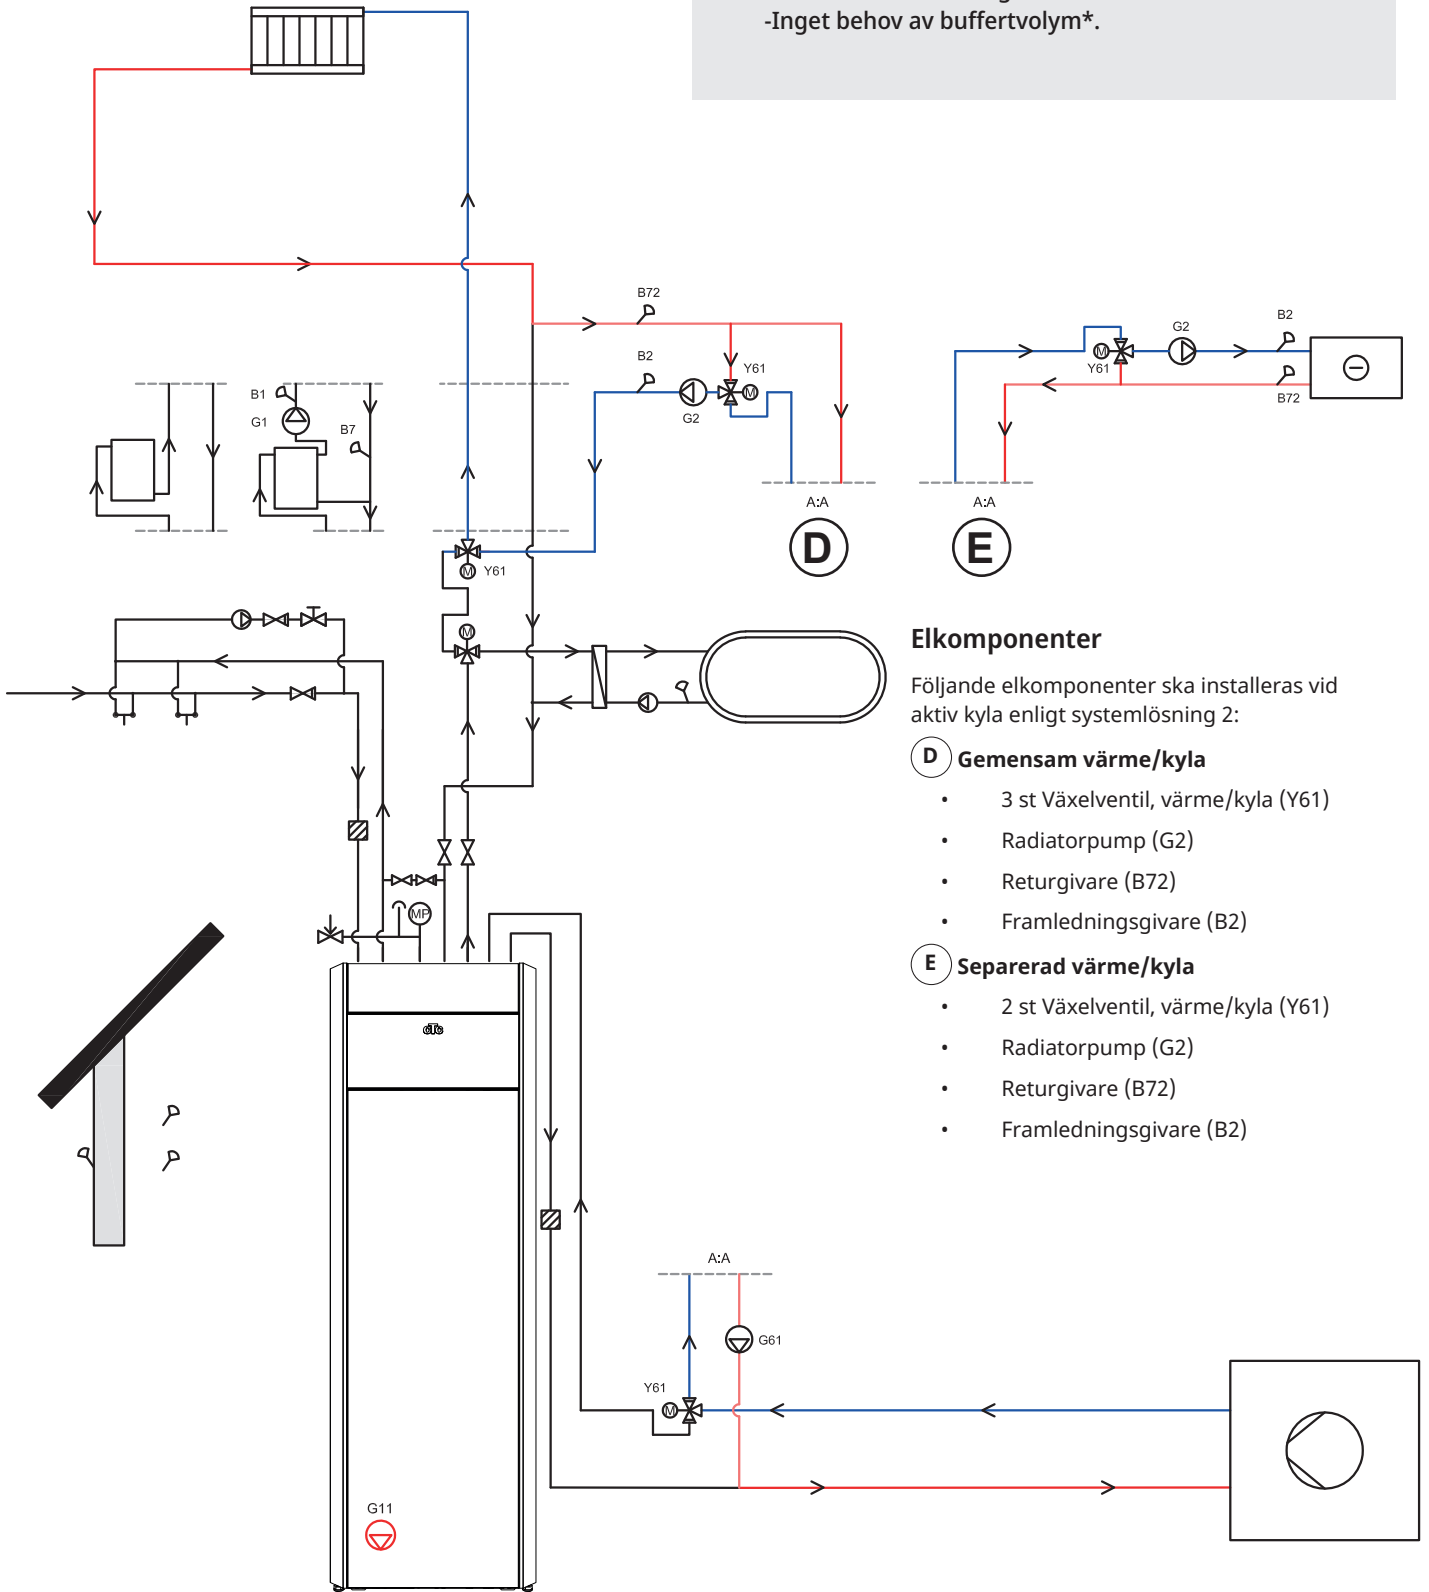 -Inget behov av buffertvolym*.
B72
B2
Y61
M
G2
A:A
D
G2
B2
M
Y61
B72
A:A
E
B1
G1
B7
M
Y61
M
MP
CTC
Elkomponenter
Följande elkomponenter ska installeras vid
aktiv kyla enligt systemlösning 2:
D Gemensam värme/kyla
• 3 st Växelventil, värme/kyla (Y61)
• Radiatorpump (G2)
• Returgivare (B72)
• Framledningsgivare (B2)
E Separerad värme/kyla
• 2 st Växelventil, värme/kyla (Y61)
• Radiatorpump (G2)
• Returgivare (B72)
• Framledningsgivare (B2)
A:A
G61
Y61
M
G11